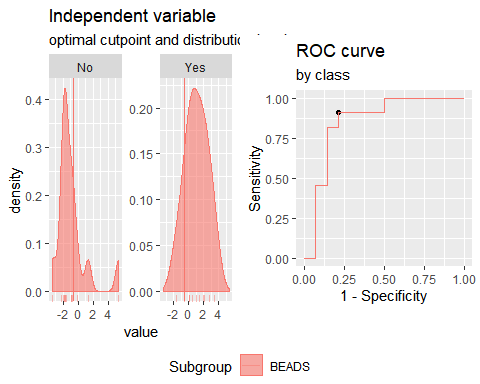 Independent variable
optimal cutpoint and distributio
No
Yes
0.4
0.3
0.2
0.1
0.0
0.20
0.15
0.10
0.05
0.00
density
-2 0 2 4
-2 0 2 4
value
ROC curve
by class
1.00
0.75
0.50
0.25
0.00
Sensitivity
0.00 0.25 0.50 0.75 1.00
1 - Specificity
Subgroup
BEADS